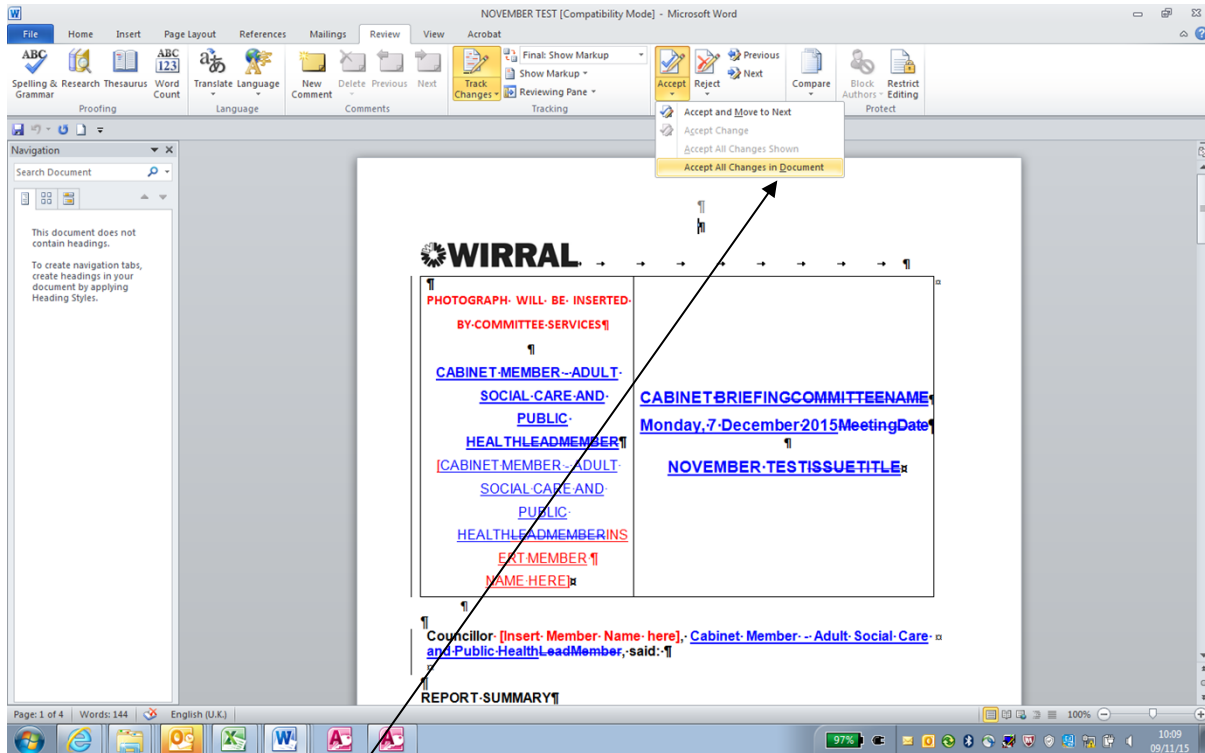 NOVEMBER TEST [Compatibility Mode] - Microsoft Word
File Home Insert Page Layout References Mailings Review View Acrobat
ABC
Spelling & Grammar
Research
Thesaurus
ABC 123
Word Count
Proofing
Translate
Language
Language
New Comment
Delete
Previous
Next
Comments
Track Changes
Final: Show Markup
Show Markup
Reviewing Pane
Tracking
Accept
Reject
Previous
Next
Compare
Block Authors
Restrict Editing
Protect
Accept and Move to Next
Accept Change
Accept All Changes Shown
Accept All Changes in Document
Navigation
Search Document
This document does not
contain headings.
To create navigation tabs,
create headings in your
document by applying
Heading Styles.
¶
¶
WIRRAL. → → → → → → → → ¶
¶
PHOTOGRAPH· WILL· BE· INSERTED·
BY·COMMITTEE·SERVICES¶
¶
CABINET·MEMBER·-·ADULT·
SOCIAL·CARE·AND·
PUBLIC·
HEALTHLEADMEMBER¶
[CABINET·MEMBER·-·ADULT·
SOCIAL·CARE·AND·
PUBLIC·
HEALTHLEADMEMBERINS
ERT·MEMBER·¶
NAME·HERE]¤
CABINET·BRIEFINGCOMMITTEENAME¶
Monday,·7·December·2015MeetingDate¶
¶
NOVEMBER·TESTISSUETITLE¤
¤
¶
¶
Councillor· [Insert· Member· Name· here],· Cabinet· Member· -· Adult· Social· Care· ¤
and·Public·HealthLeadMember,·said:·¶
¤
¶
REPORT·SUMMARY¶
Page: 1 of 4 Words: 144 English (U.K.) 100%
97% 10:09
09/11/15